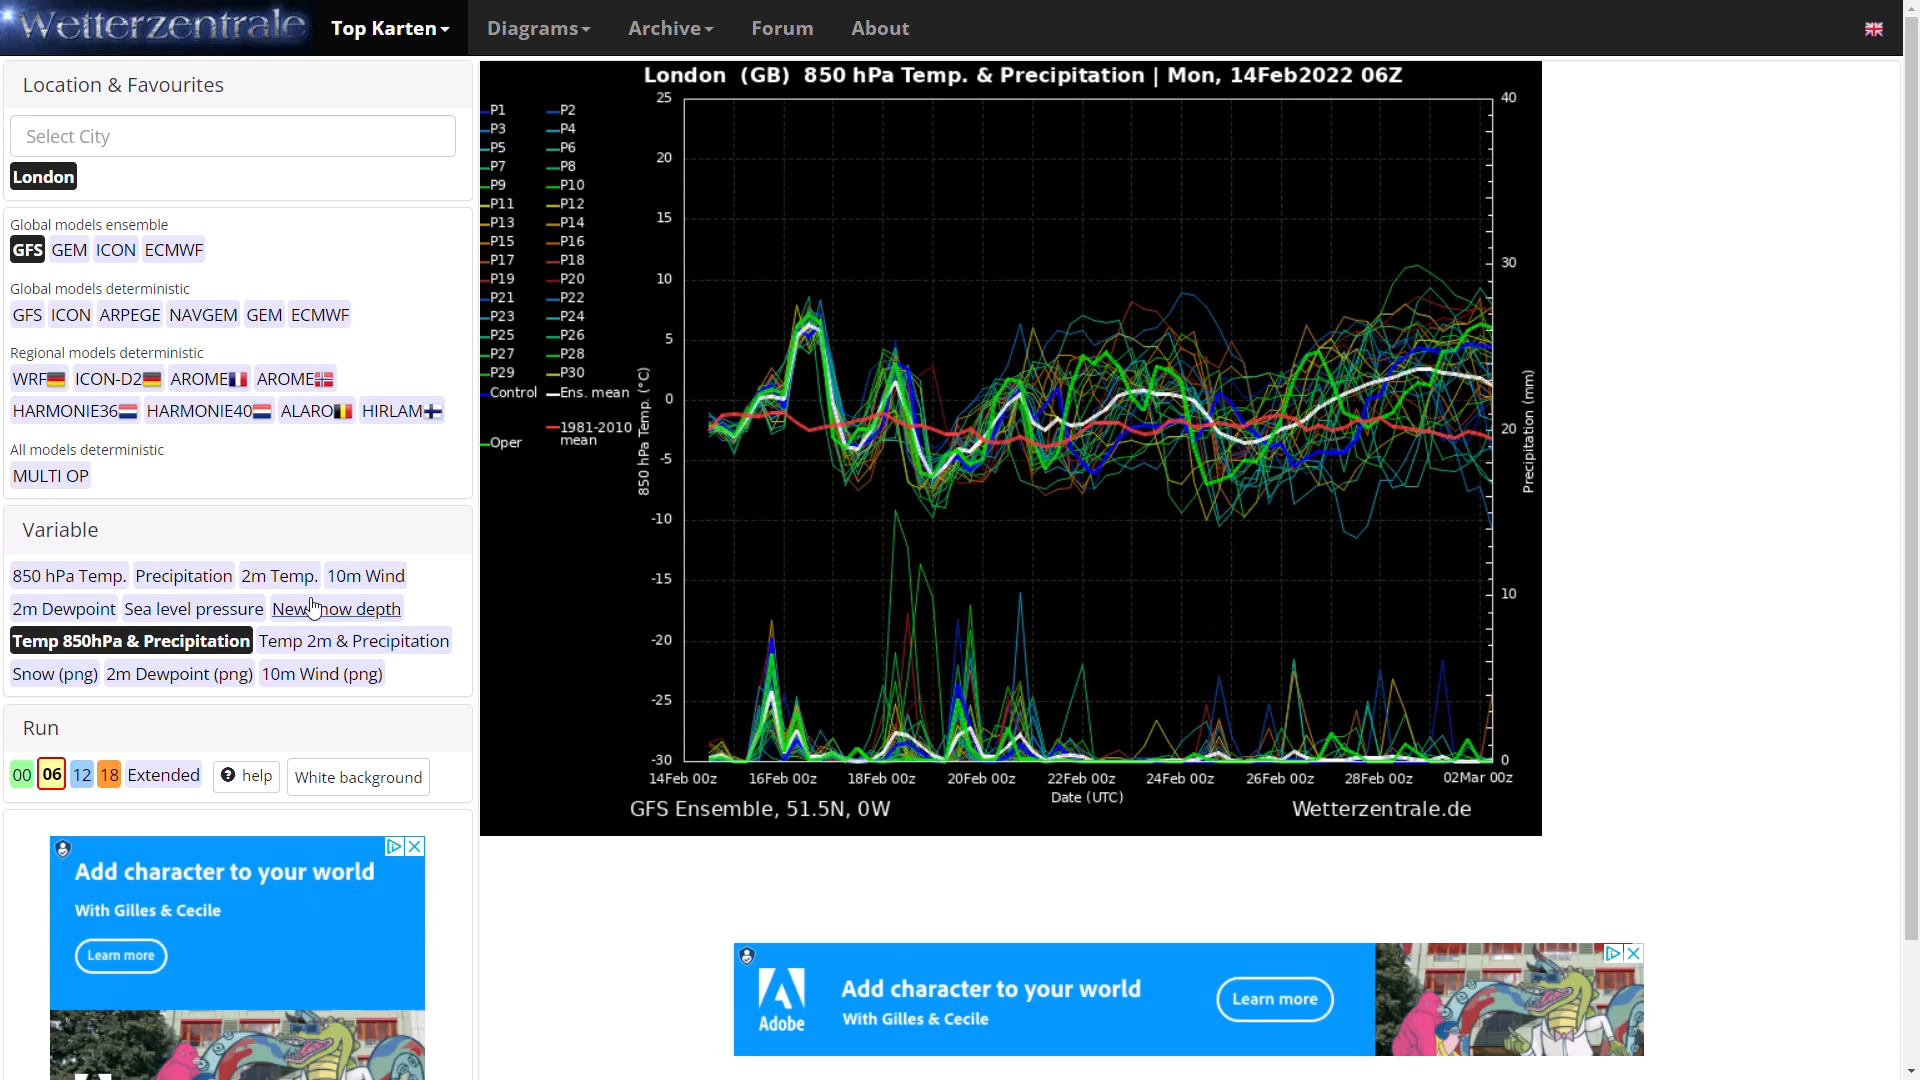 Wetterzentrale
Top Karten
Diagrams
Archive
Forum
About
Location & Favourites
Select City
London
Global models ensemble
GFS GEM ICON ECMWF
Global models deterministic
GFS ICON ARPEGE NAVGEM GEM ECMWF
Regional models deterministic
WRF ICON-D2 AROME AROME
HARMONIE36 HARMONIE40 ALARO HIRLAM
All models deterministic
MULTI OP
Variable
850 hPa Temp. Precipitation 2m Temp. 10m Wind
2m Dewpoint Sea level pressure New snow depth
Temp 850hPa & Precipitation Temp 2m & Precipitation
Snow (png) 2m Dewpoint (png) 10m Wind (png)
Run
00 06 12 18 Extended help White background
London (GB) 850 hPa Temp. & Precipitation | Mon, 14Feb2022 06Z
P1 P2
P3 P4
P5 P6
P7 P8
P9 P10
P11 P12
P13 P14
P15 P16
P17 P18
P19 P20
P21 P22
P23 P24
P25 P26
P27 P28
P29 P30
Control Ens. mean
Oper
1981-2010
mean
850 hPa Temp. (°C)
25
20
15
10
5
0
-5
-10
-15
-20
-25
-30
40
30
20
10
0
Precipitation (mm)
14Feb 00z 16Feb 00z 18Feb 00z 20Feb 00z 22Feb 00z 24Feb 00z 26Feb 00z 28Feb 00z 02Mar 00z
Date (UTC)
GFS Ensemble, 51.5N, 0W
Wetterzentrale.de
Add character to your world
With Gilles & Cecile
Learn more
Adobe
Add character to your world
With Gilles & Cecile
Learn more